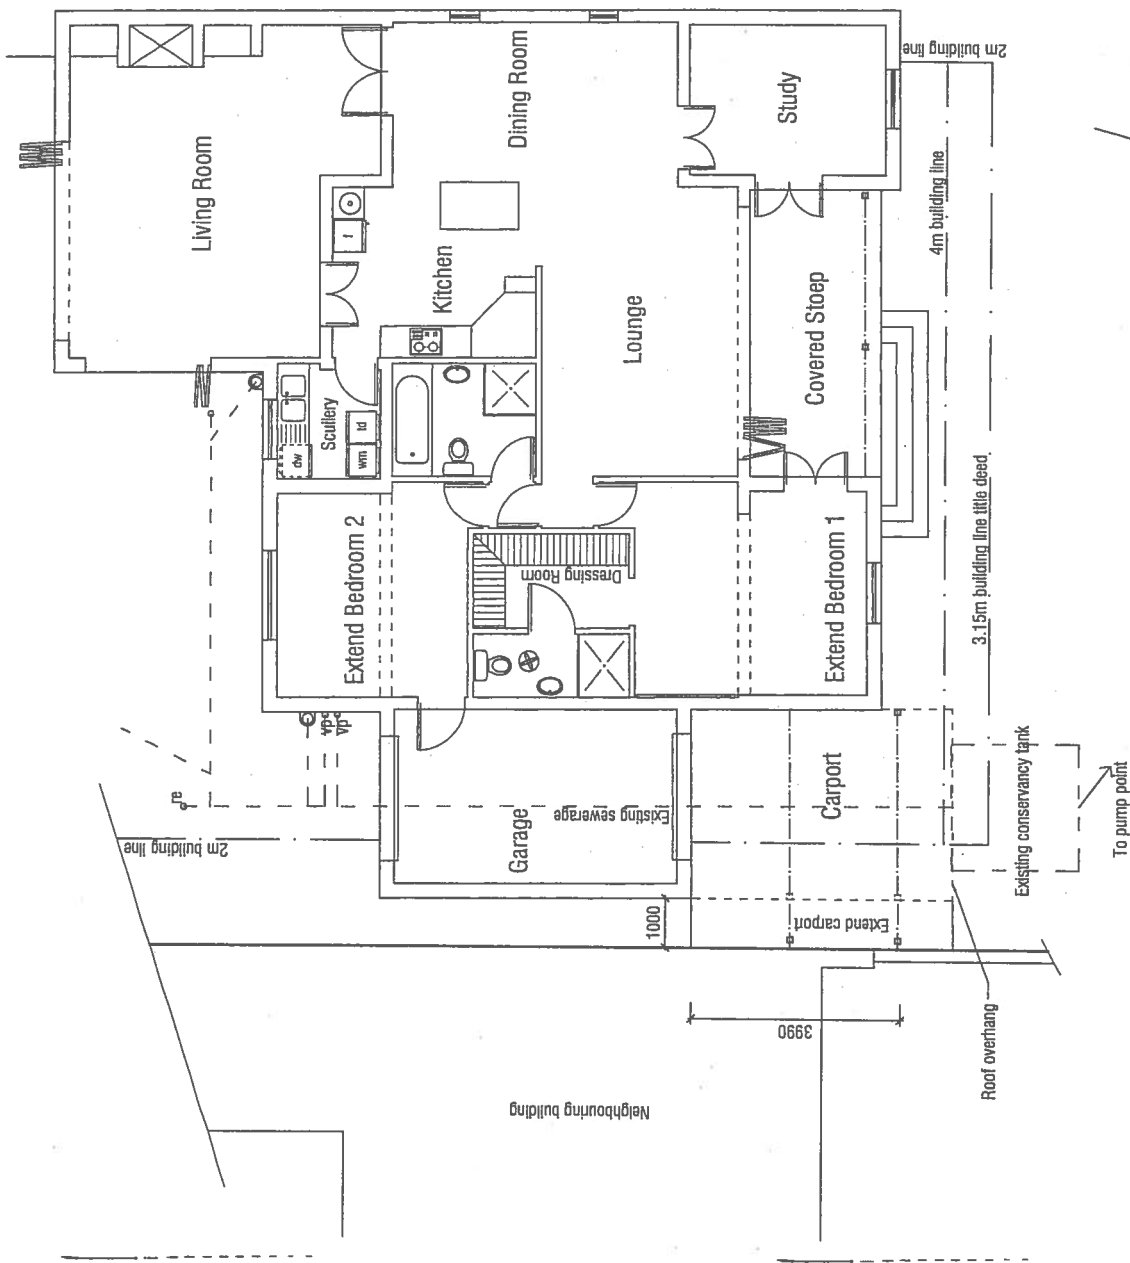 Living Room
Dining Room
Study
Kitchen
f
Scullery
dw
wm
td
Lounge
Covered Stoep
Extend Bedroom 2
Dressing Room
Extend Bedroom 1
Garage
Existing sewerage
Carport
Extend carport
vp
vp
re
2m building line
2m building line
4m building line
3.15m building line title deed
Existing conservancy tank
To pump point
Roof overhang
1000
3990
Neighbouring building